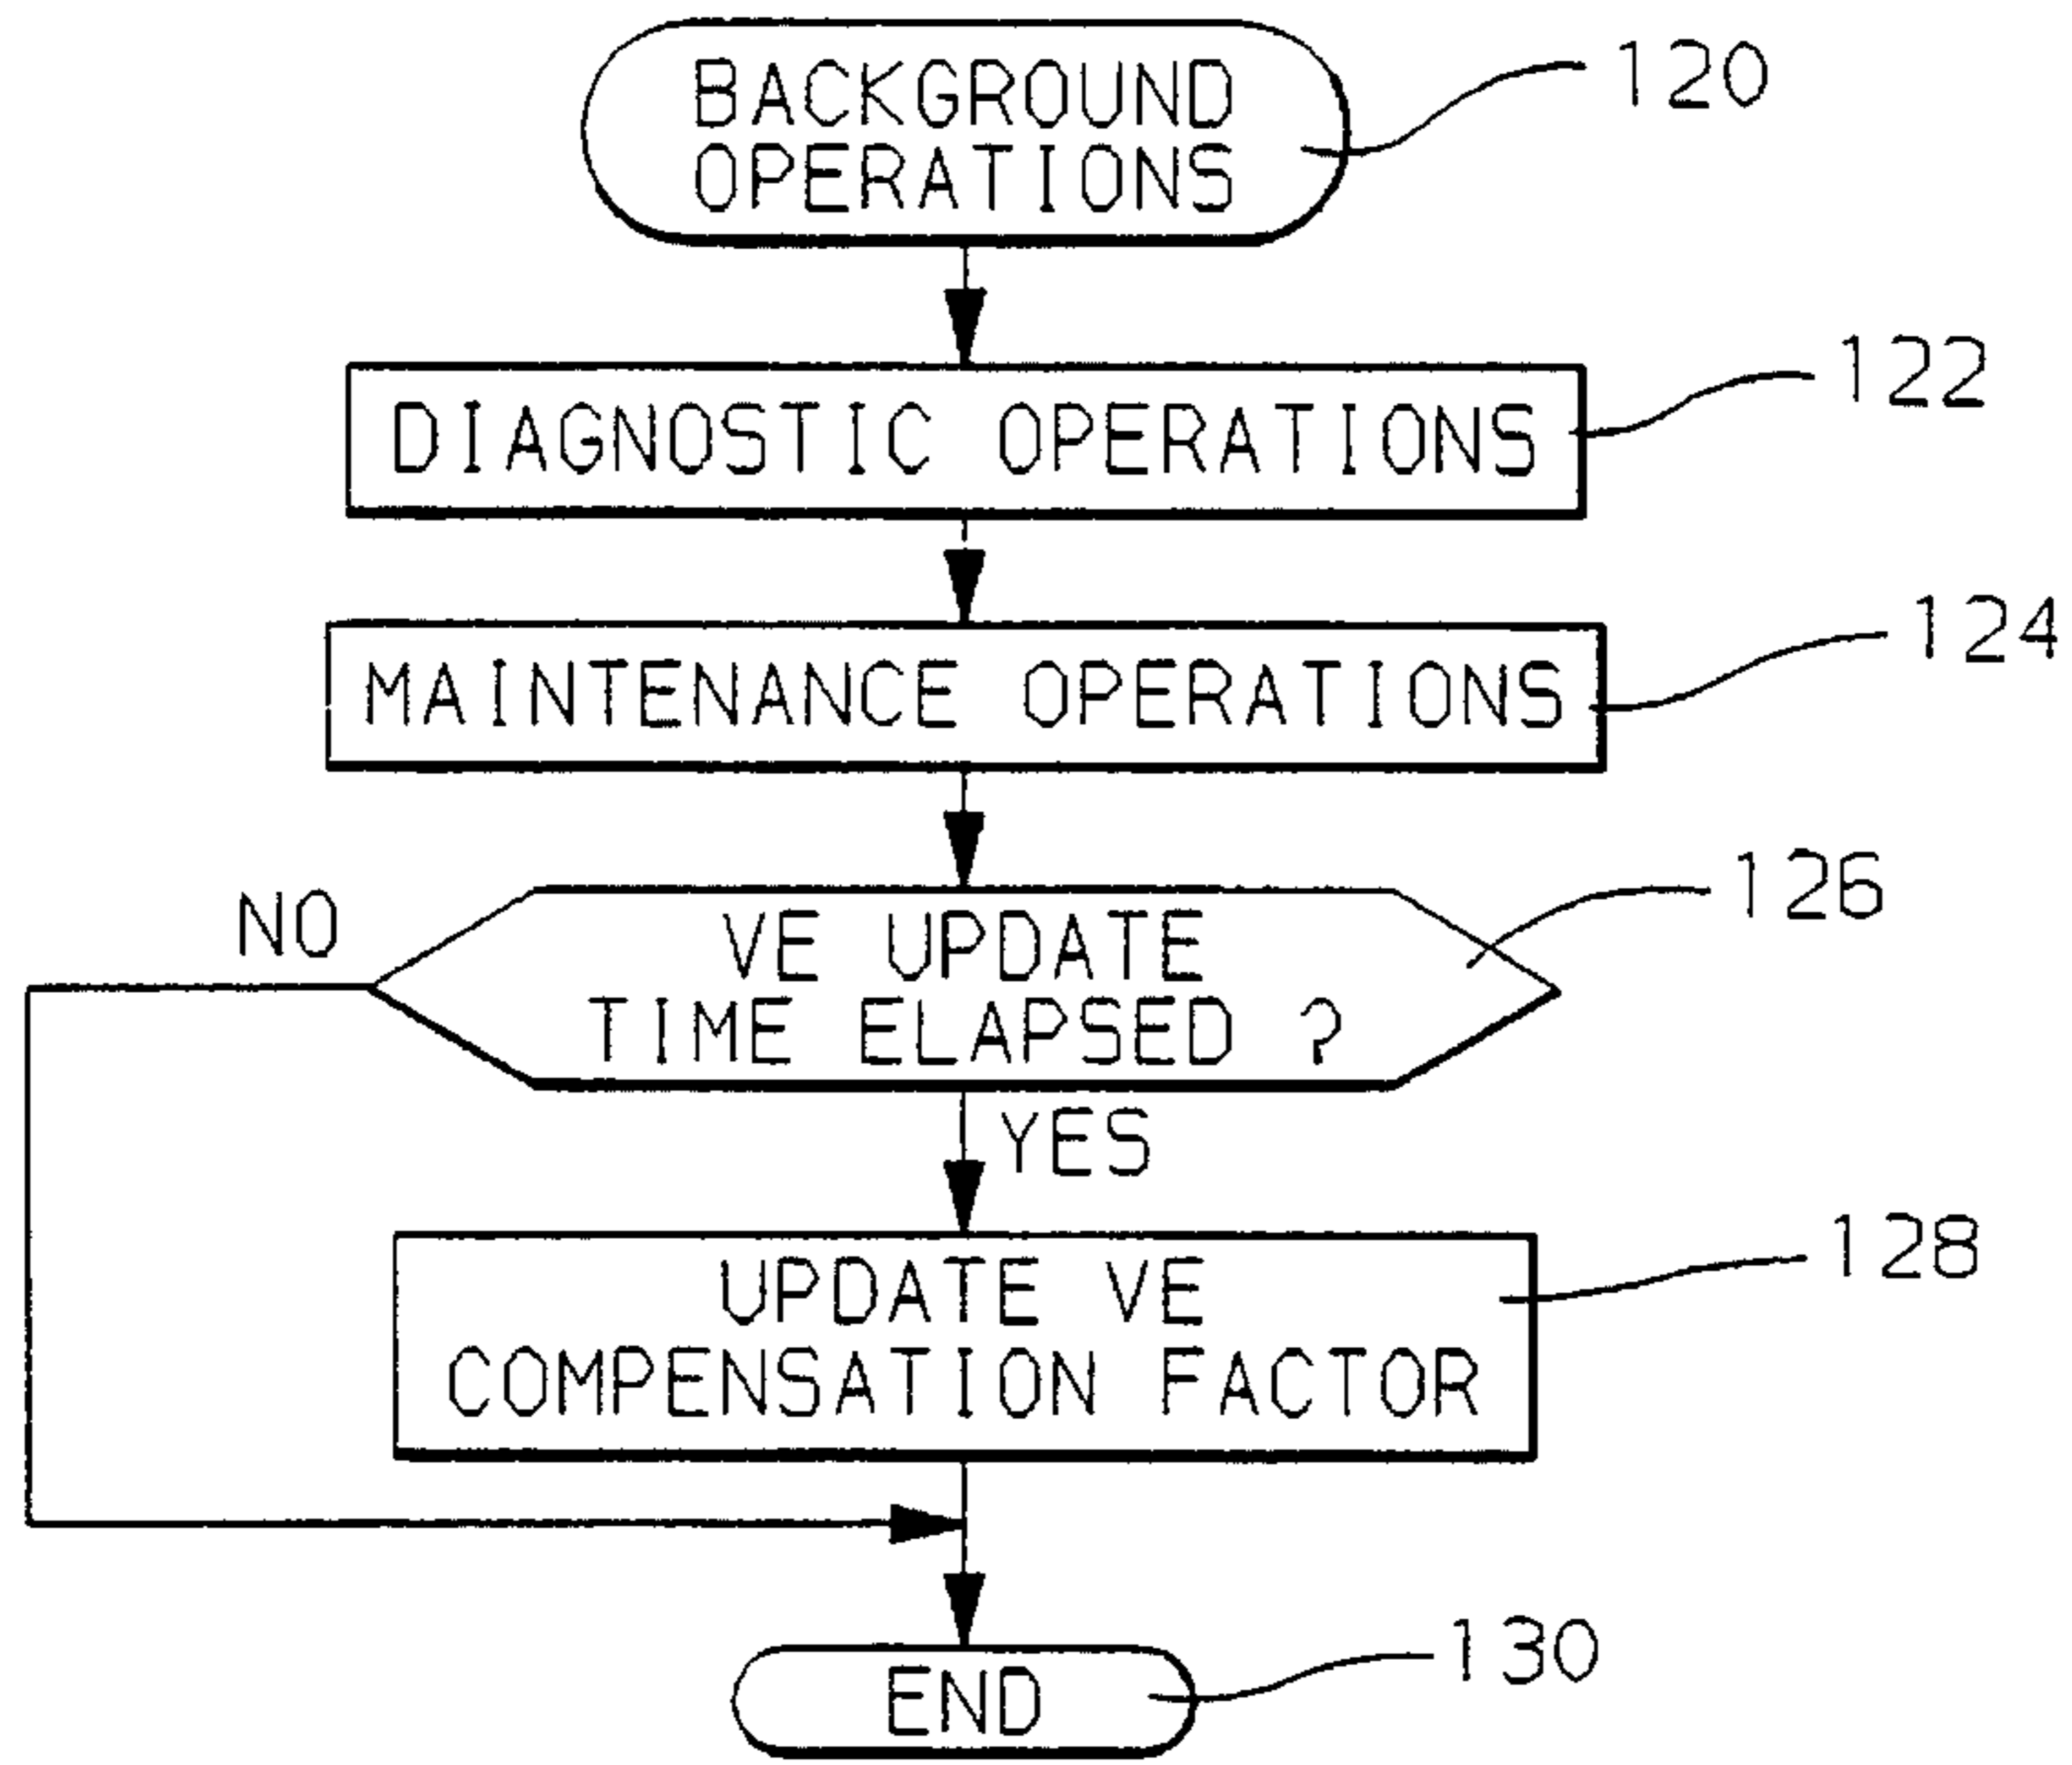 BACKGROUND
OPERATIONS
120
DIAGNOSTIC OPERATIONS
122
MAINTENANCE OPERATIONS
124
VE UPDATE
TIME ELAPSED ?
126
NO
YES
UPDATE VE
COMPENSATION FACTOR
128
END
130